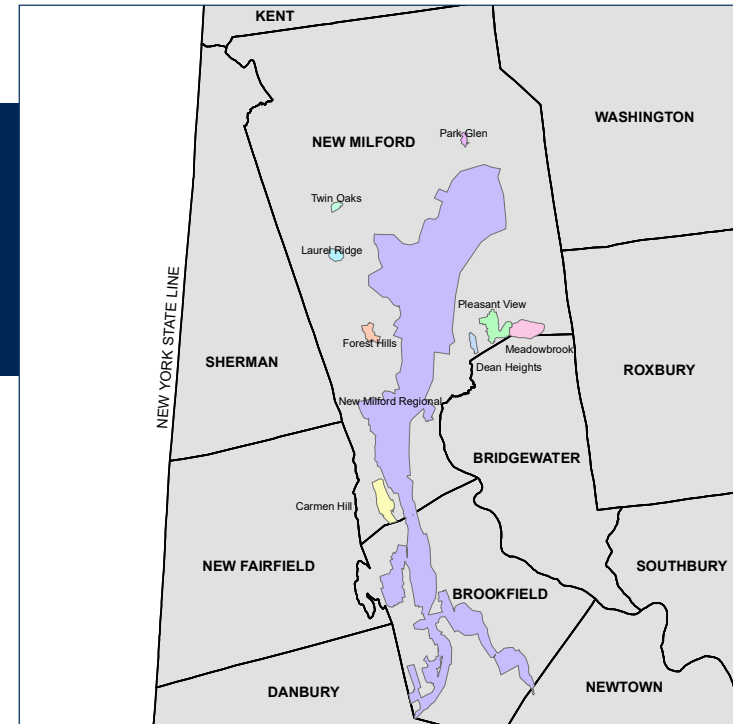 KENT
WASHINGTON
Park Glen
NEW MILFORD
Twin Oaks
Laurel Ridge
NEW YORK STATE LINE
Pleasant View
Forest Hills
Meadowbrook
SHERMAN
Dean Heights
ROXBURY
New Milford Regional
BRIDGEWATER
Carmen Hill
NEW FAIRFIELD
SOUTHBURY
BROOKFIELD
DANBURY
NEWTOWN